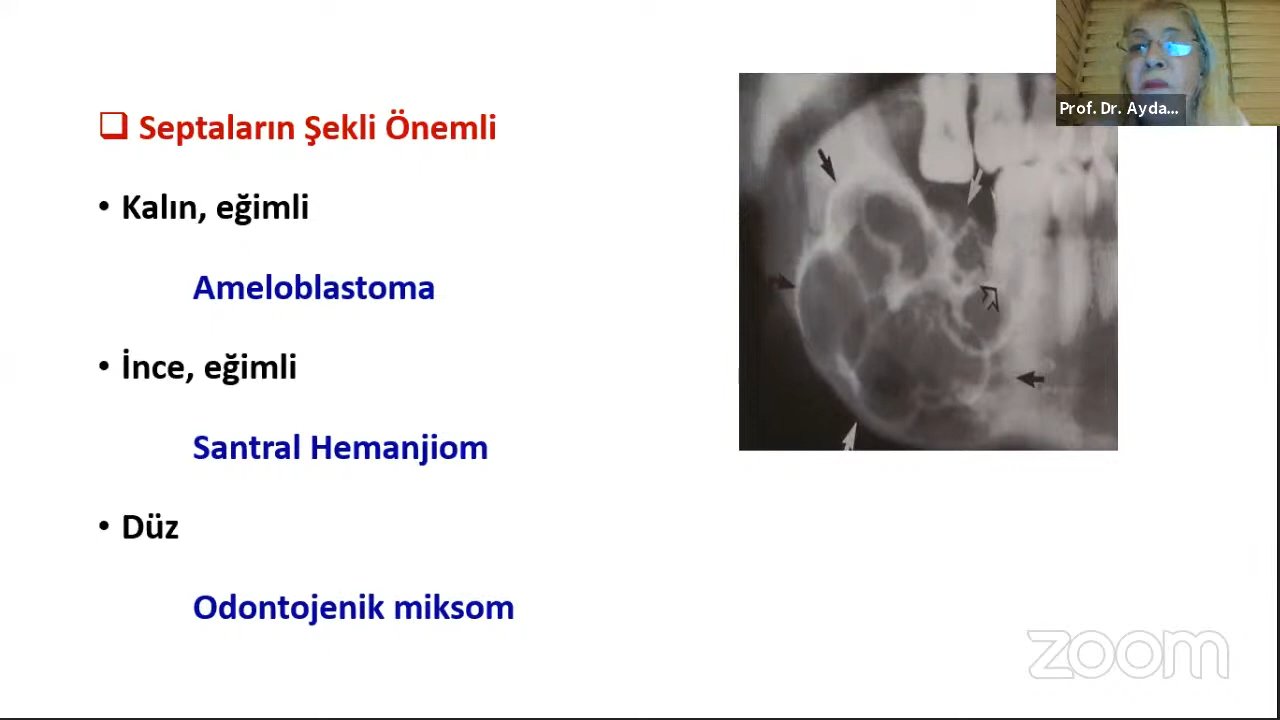 Prof. Dr. Ayda...
❑ Septaların Şekli Önemli
• Kalın, eğimli
Ameloblastoma
• İnce, eğimli
Santral Hemanjiom
• Düz
Odontojenik miksom
zoom